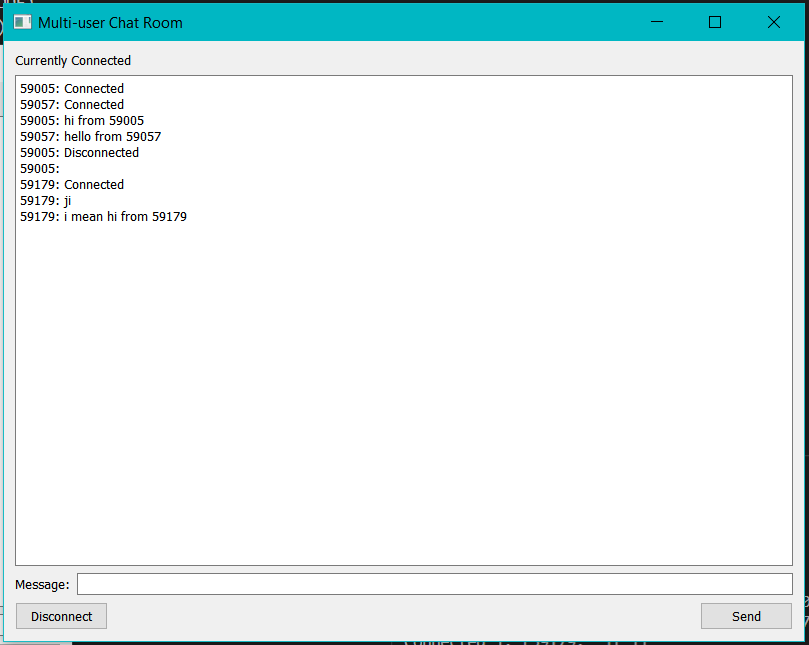 Multi-user Chat Room
Currently Connected
59005: Connected
59057: Connected
59005: hi from 59005
59057: hello from 59057
59005: Disconnected
59005:
59179: Connected
59179: ji
59179: i mean hi from 59179
Message:
Disconnect
Send